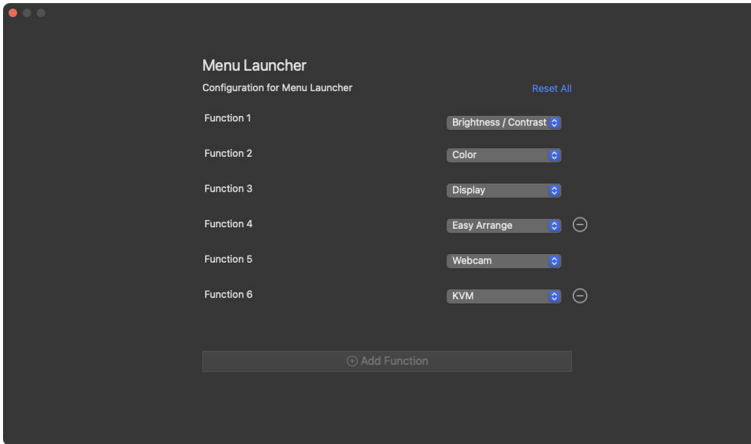 Menu Launcher
Configuration for Menu Launcher Reset All
Function 1 Brightness / Contrast
Function 2 Color
Function 3 Display
Function 4 Easy Arrange
Function 5 Webcam
Function 6 KVM
Add Function